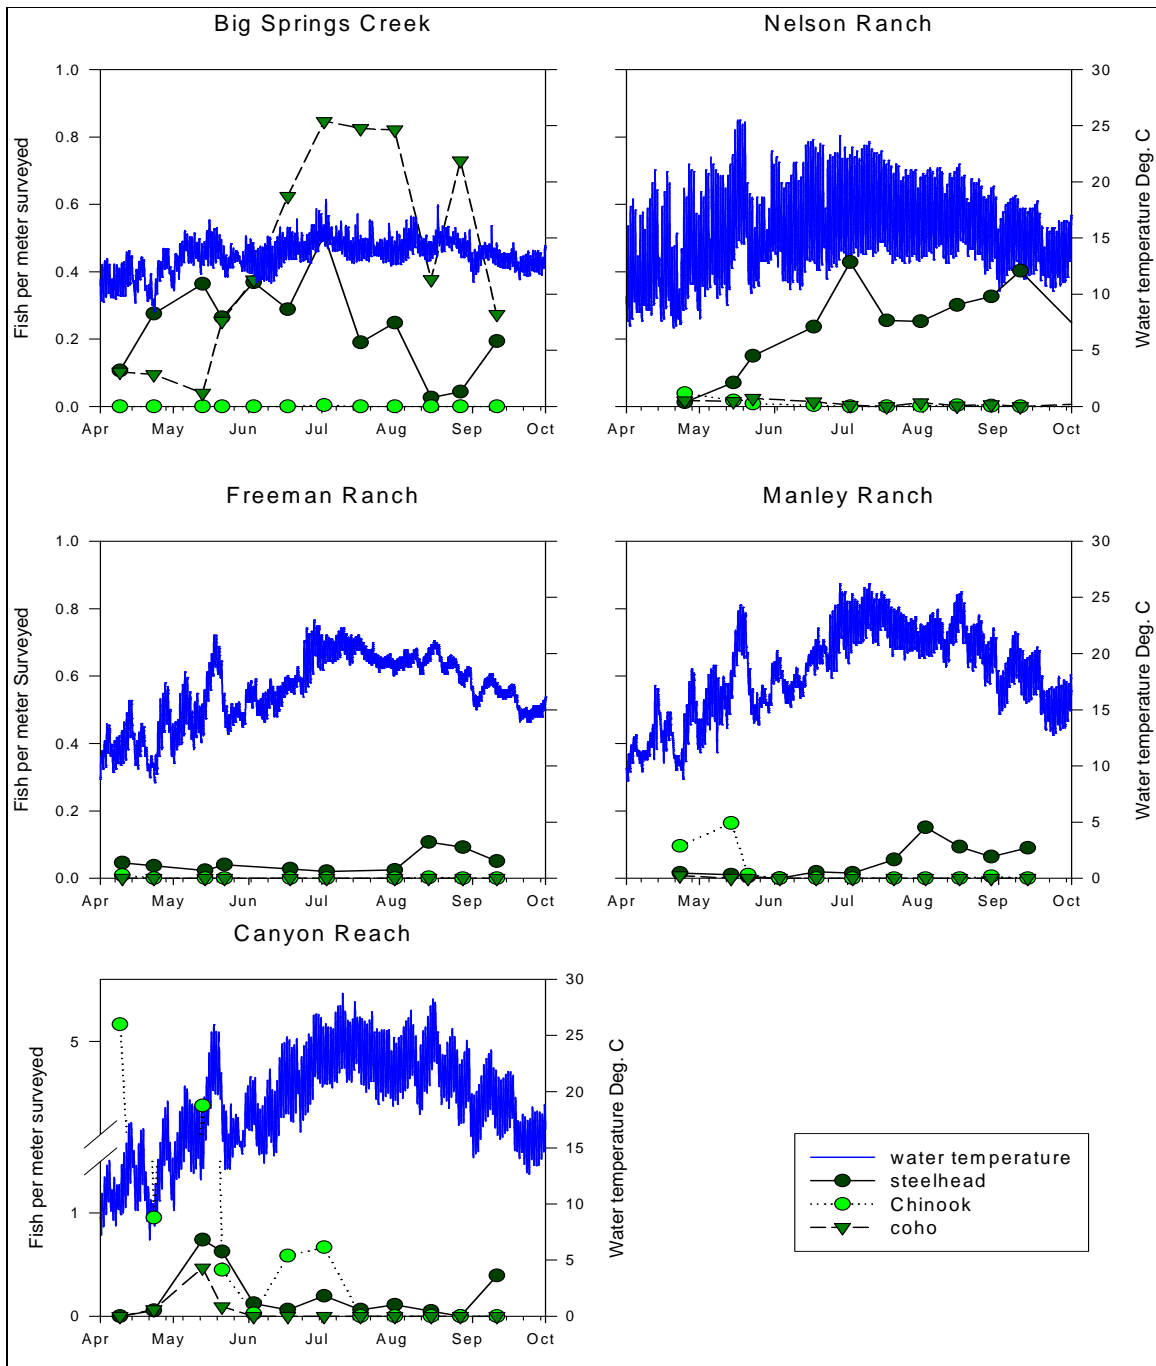 Big Springs Creek
Nelson Ranch
1.0
0.8
0.6
0.4
0.2
0.0
Fish per meter surveyed
Apr May Jun Jul Aug Sep Oct
30
25
20
15
10
5
0
Water temperature Deg. C
Apr May Jun Jul Aug Sep Oct
Freeman Ranch
Manley Ranch
1.0
0.8
0.6
0.4
0.2
0.0
Fish per meter Surveyed
Apr May Jun Jul Aug Sep Oct
30
25
20
15
10
5
0
Water temperature Deg. C
Apr May Jun Jul Aug Sep Oct
Canyon Reach
5
1
0
Fish per meter surveyed
30
25
20
15
10
5
0
Water temperature Deg. C
Apr May Jun Jul Aug Sep Oct
water temperature
steelhead
Chinook
coho